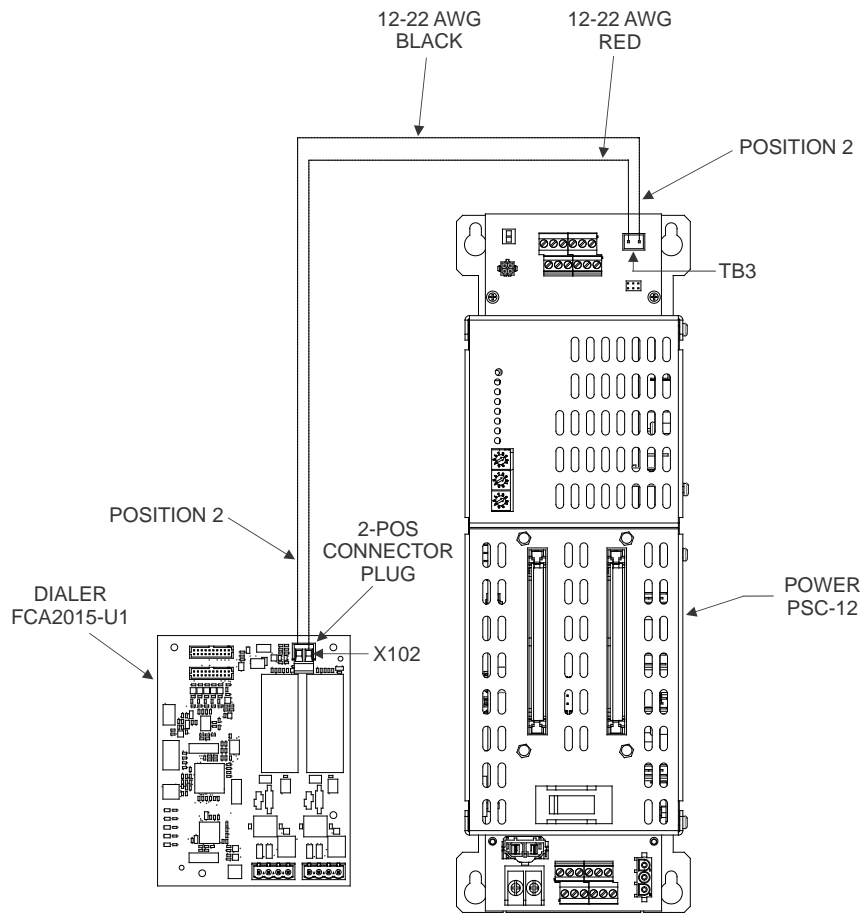 12-22 AWG
BLACK
12-22 AWG
RED
POSITION 2
TB3
POSITION 2
2-POS
CONNECTOR
PLUG
DIALER
FCA2015-U1
X102
POWER
PSC-12